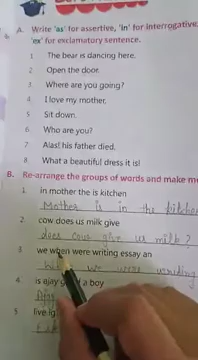 A. Write 'as' for assertive, 'in' for interrogative
'ex' for exclamatory sentence.
1. The bear is dancing here.
2. Open the door.
3. Where are you going?
4. I love my mother.
5. Sit down.
6. Who are you?
7. Alas! his father died.
8. What a beautiful dress it is!
B. Re-arrange the groups of words and make
1. in mother the is kitchen
Mother is in the kitchen
2. cow does us milk give
does cow give us milk?
3. we when were writing essay an
we were
4. is ajay a boy
5. live